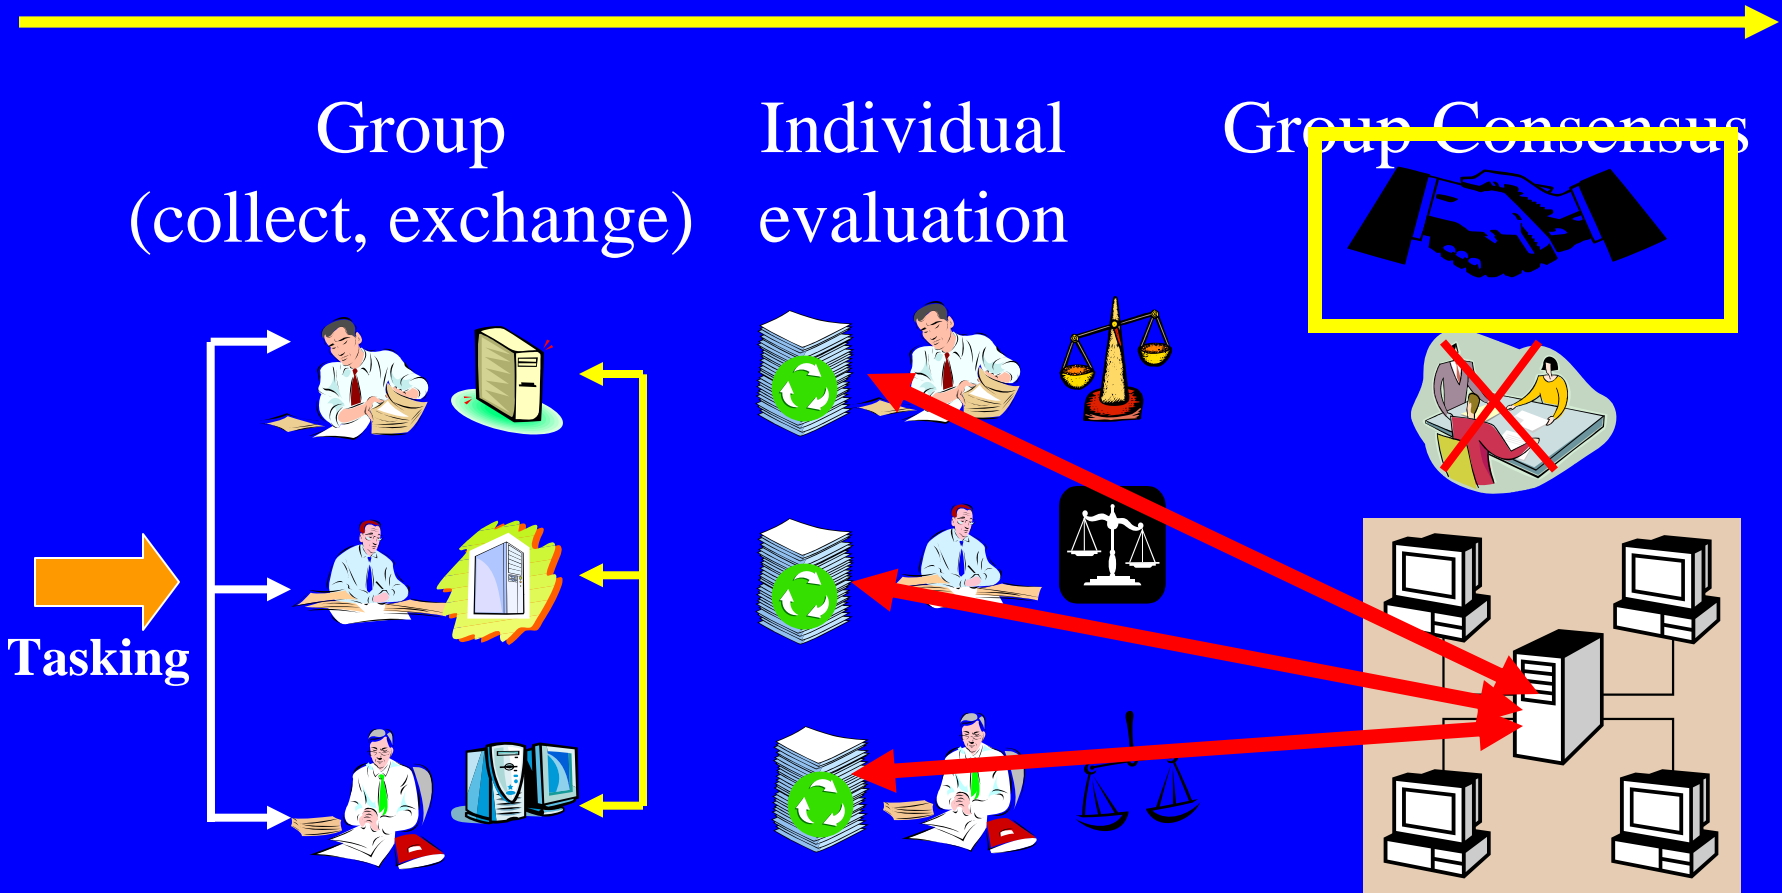 Group
(collect, exchange)
Individual
evaluation
Group Consensus
Tasking